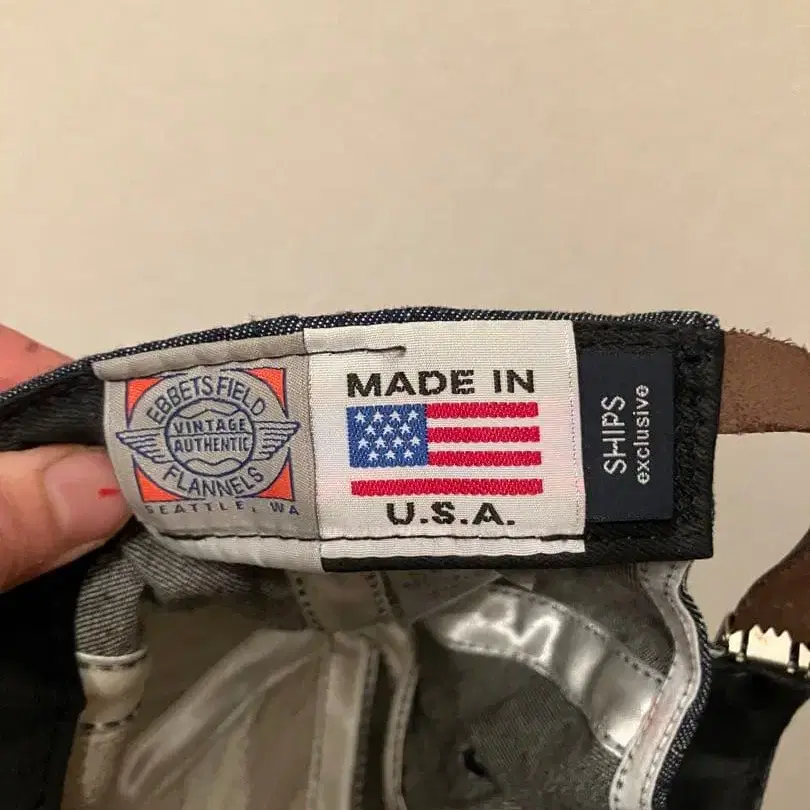 EBBETS FIELD
VINTAGE
AUTHENTIC
FLANNELS
SEATTLE, WA
MADE IN
U.S.A.
SHIPS
exclusive